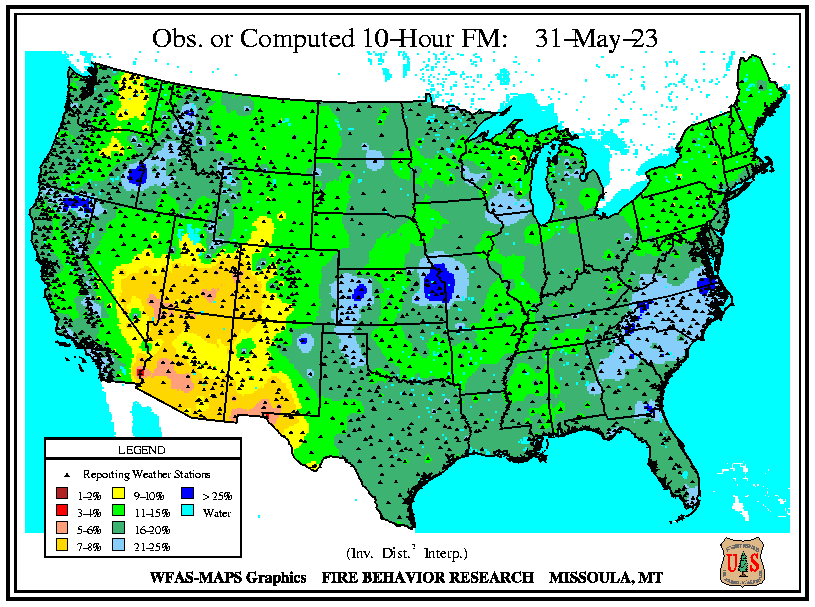 Obs. or Computed 10-Hour FM: 31-May-23
LEGEND
Reporting Weather Stations
1-2% 9-10% > 25%
3-4% 11-15% Water
5-6% 16-20%
7-8% 21-25%
(Inv. Dist.² Interp.)
WFAS-MAPS Graphics FIRE BEHAVIOR RESEARCH MISSOULA, MT
U S